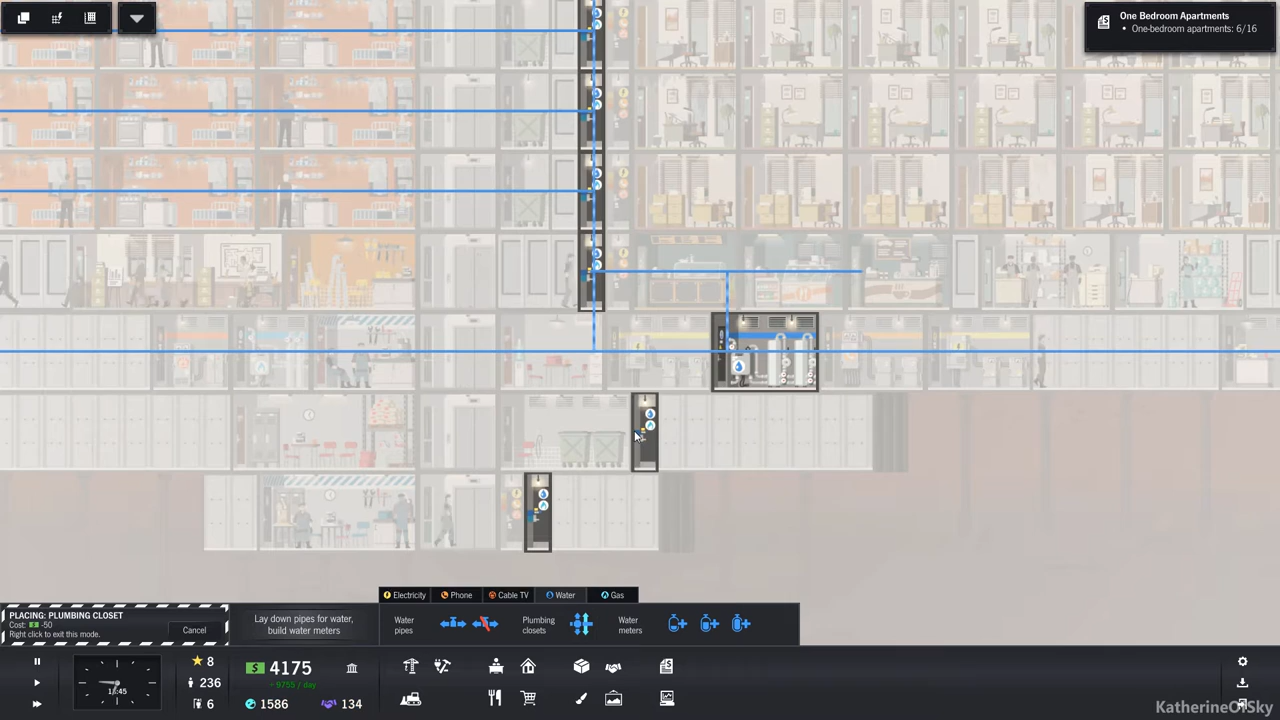 One Bedroom Apartments
• One-bedroom apartments: 6/16
Electricity
Phone
Cable TV
Water
Gas
PLACING: PLUMBING CLOSET
Cost: -50
Right click to exit this mode.
Cancel
Lay down pipes for water,
build water meters
Water
pipes
Plumbing
closets
Water
meters
8
236
6
4175
+9755 / day
1586
134
KatherineOfSky